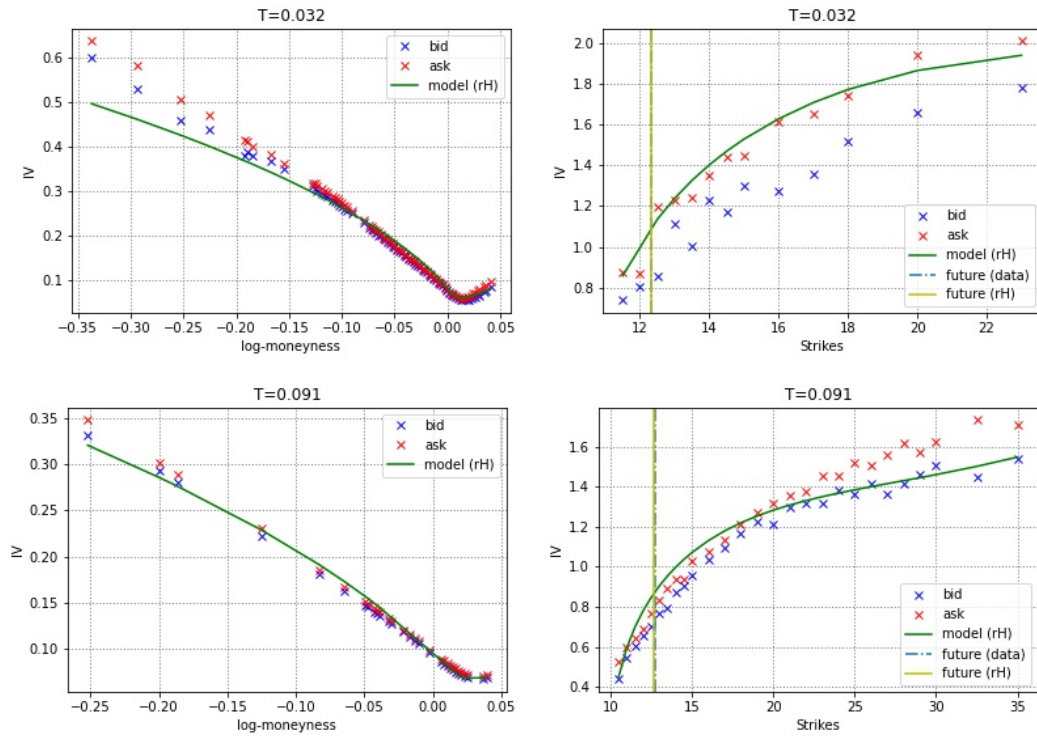 T=0.032
0.6
0.5
0.4
0.3
0.2
0.1
IV
bid
ask
model (rH)
−0.35 −0.30 −0.25 −0.20 −0.15 −0.10 −0.05 0.00 0.05
log-moneyness
T=0.032
2.0
1.8
1.6
1.4
1.2
1.0
0.8
IV
bid
ask
model (rH)
future (data)
future (rH)
12 14 16 18 20 22
Strikes
T=0.091
0.35
0.30
0.25
0.20
0.15
0.10
IV
bid
ask
model (rH)
−0.25 −0.20 −0.15 −0.10 −0.05 0.00 0.05
log-moneyness
T=0.091
1.6
1.4
1.2
1.0
0.8
0.6
0.4
IV
bid
ask
model (rH)
future (data)
future (rH)
10 15 20 25 30 35
Strikes